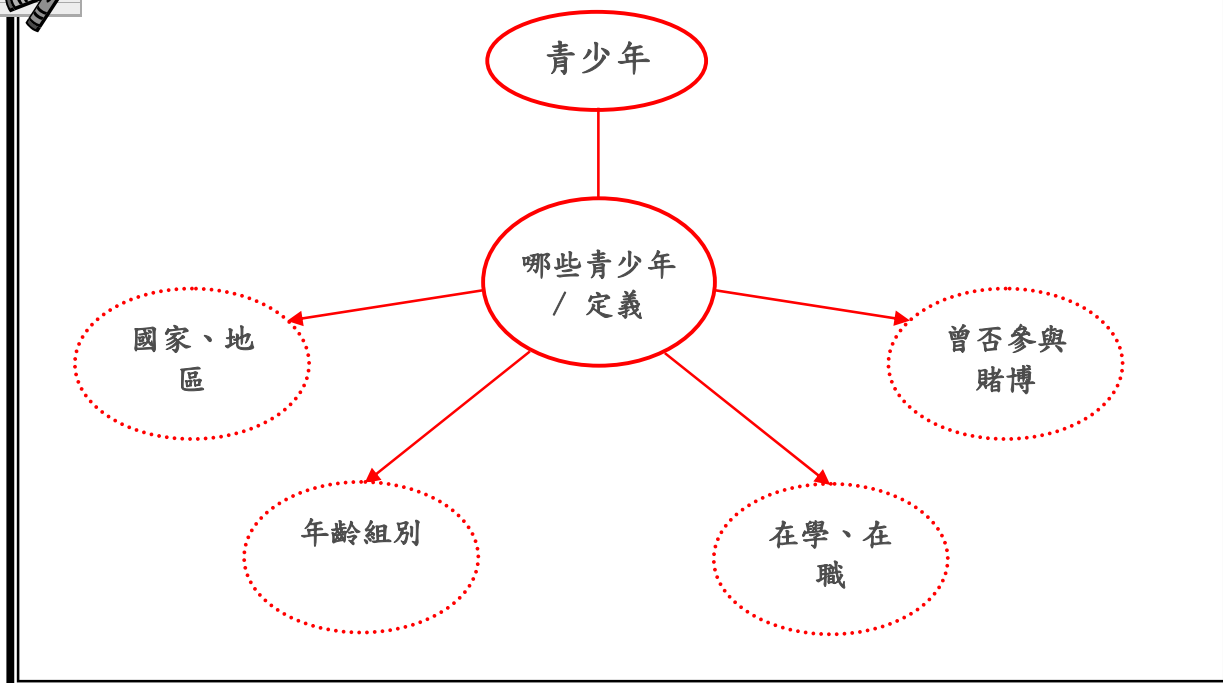 青少年
哪些青少年
/ 定義
國家、地
區
曾否參與
賭博
年齡組別
在學、在
職